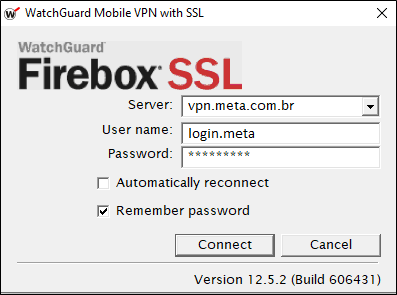 WatchGuard Mobile VPN with SSL
WatchGuard
Firebox SSL
Server: vpn.meta.com.br
User name: login.meta
Password: *********
Automatically reconnect
Remember password
Connect Cancel
Version 12.5.2 (Build 606431)